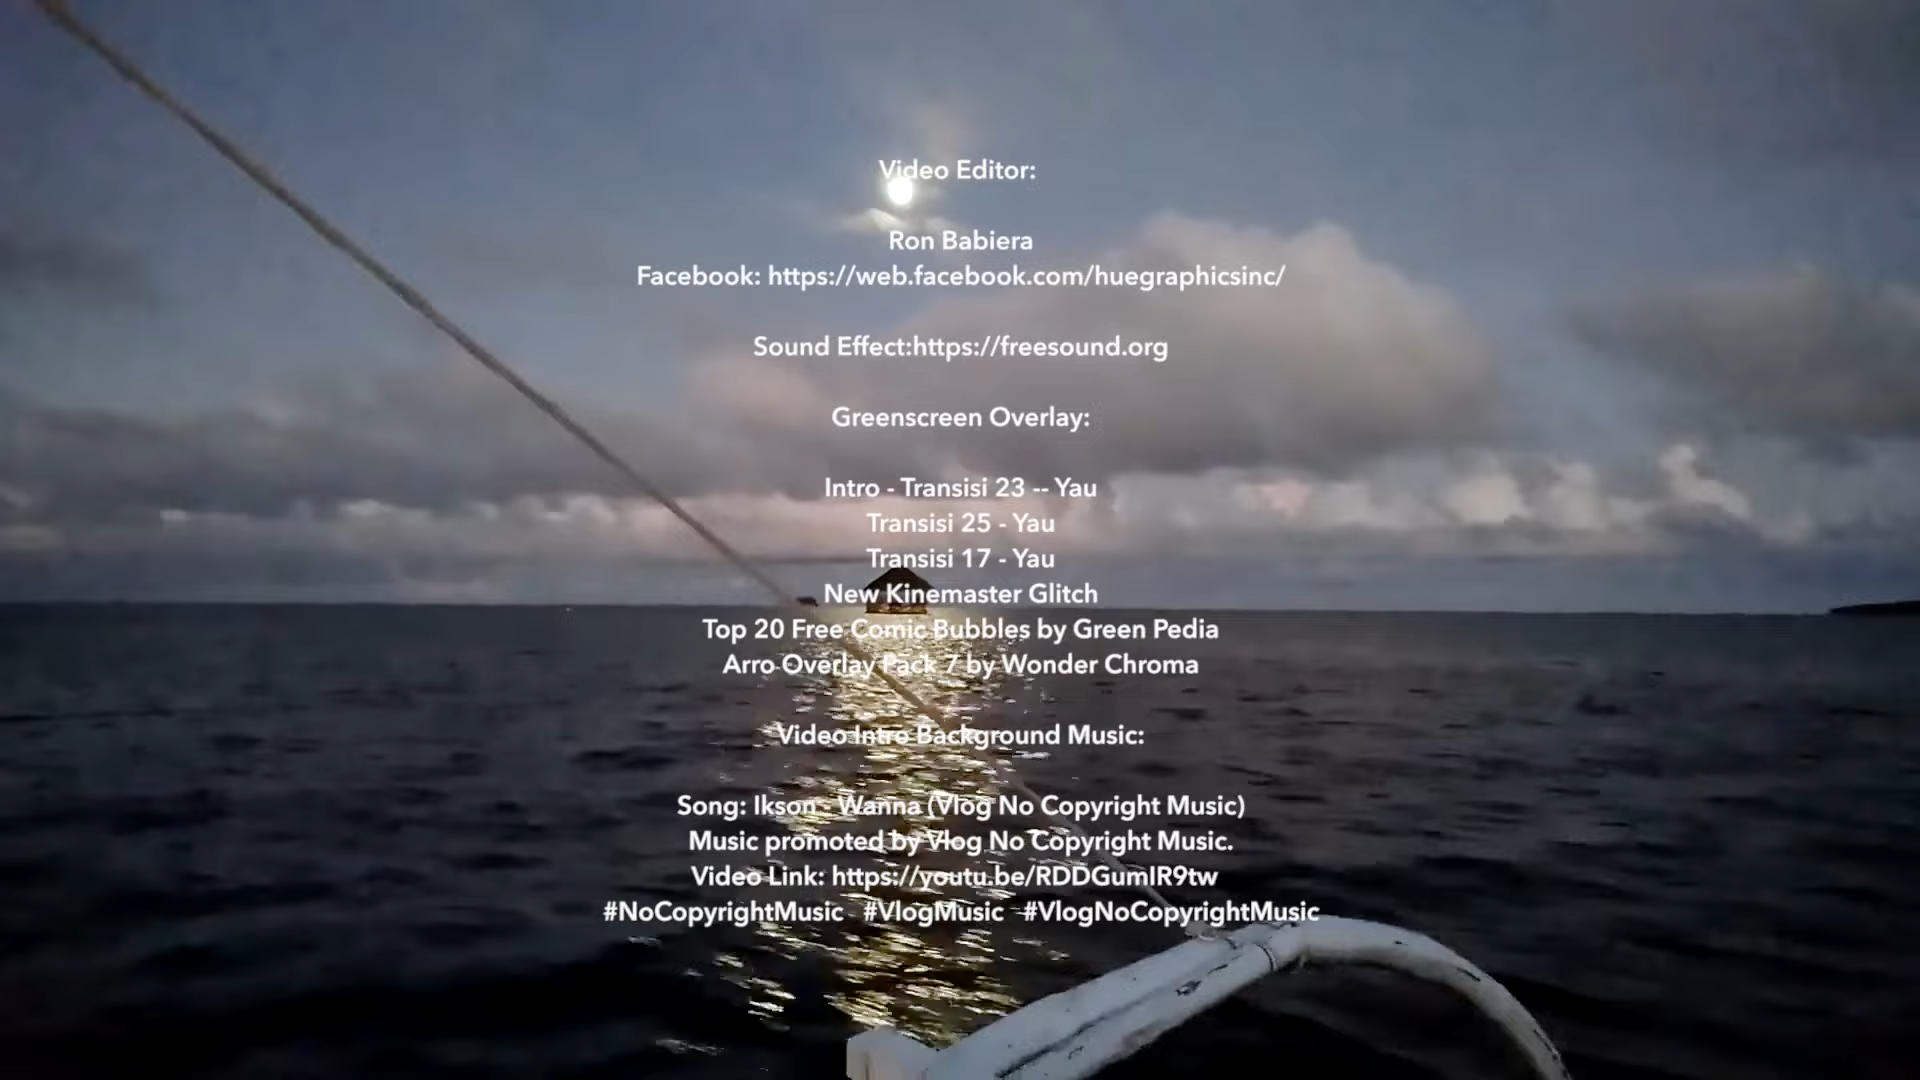 Video Editor:
Ron Babiera
Facebook: https://web.facebook.com/huegraphicsinc/
Sound Effect:https://freesound.org
Greenscreen Overlay:
Intro - Transisi 23 -- Yau
Transisi 25 - Yau
Transisi 17 - Yau
New Kinemaster Glitch
Top 20 Free Comic Bubbles by Green Pedia
Arro Overlay Pack 7 by Wonder Chroma
Video Intro Background Music:
Song: Ikson - Wanna (Vlog No Copyright Music)
Music promoted by Vlog No Copyright Music.
Video Link: https://youtu.be/RDDGumIR9tw
#NoCopyrightMusic #VlogMusic #VlogNoCopyrightMusic